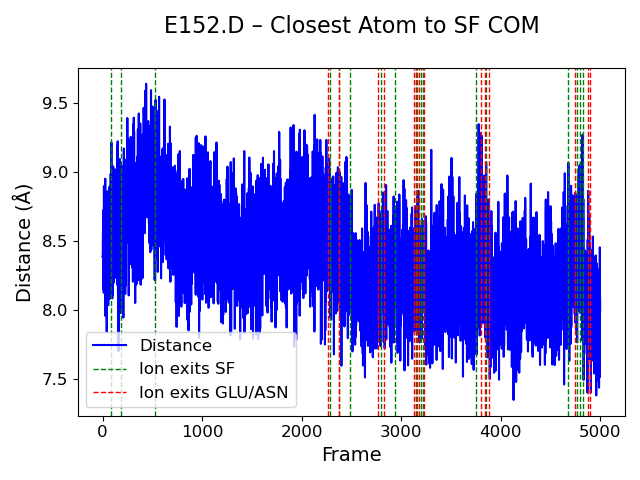 E152.D – Closest Atom to SF COM
Distance (Å)
9.5
9.0
8.5
8.0
7.5
Distance
Ion exits SF
Ion exits GLU/ASN
0 1000 2000 3000 4000 5000
Frame